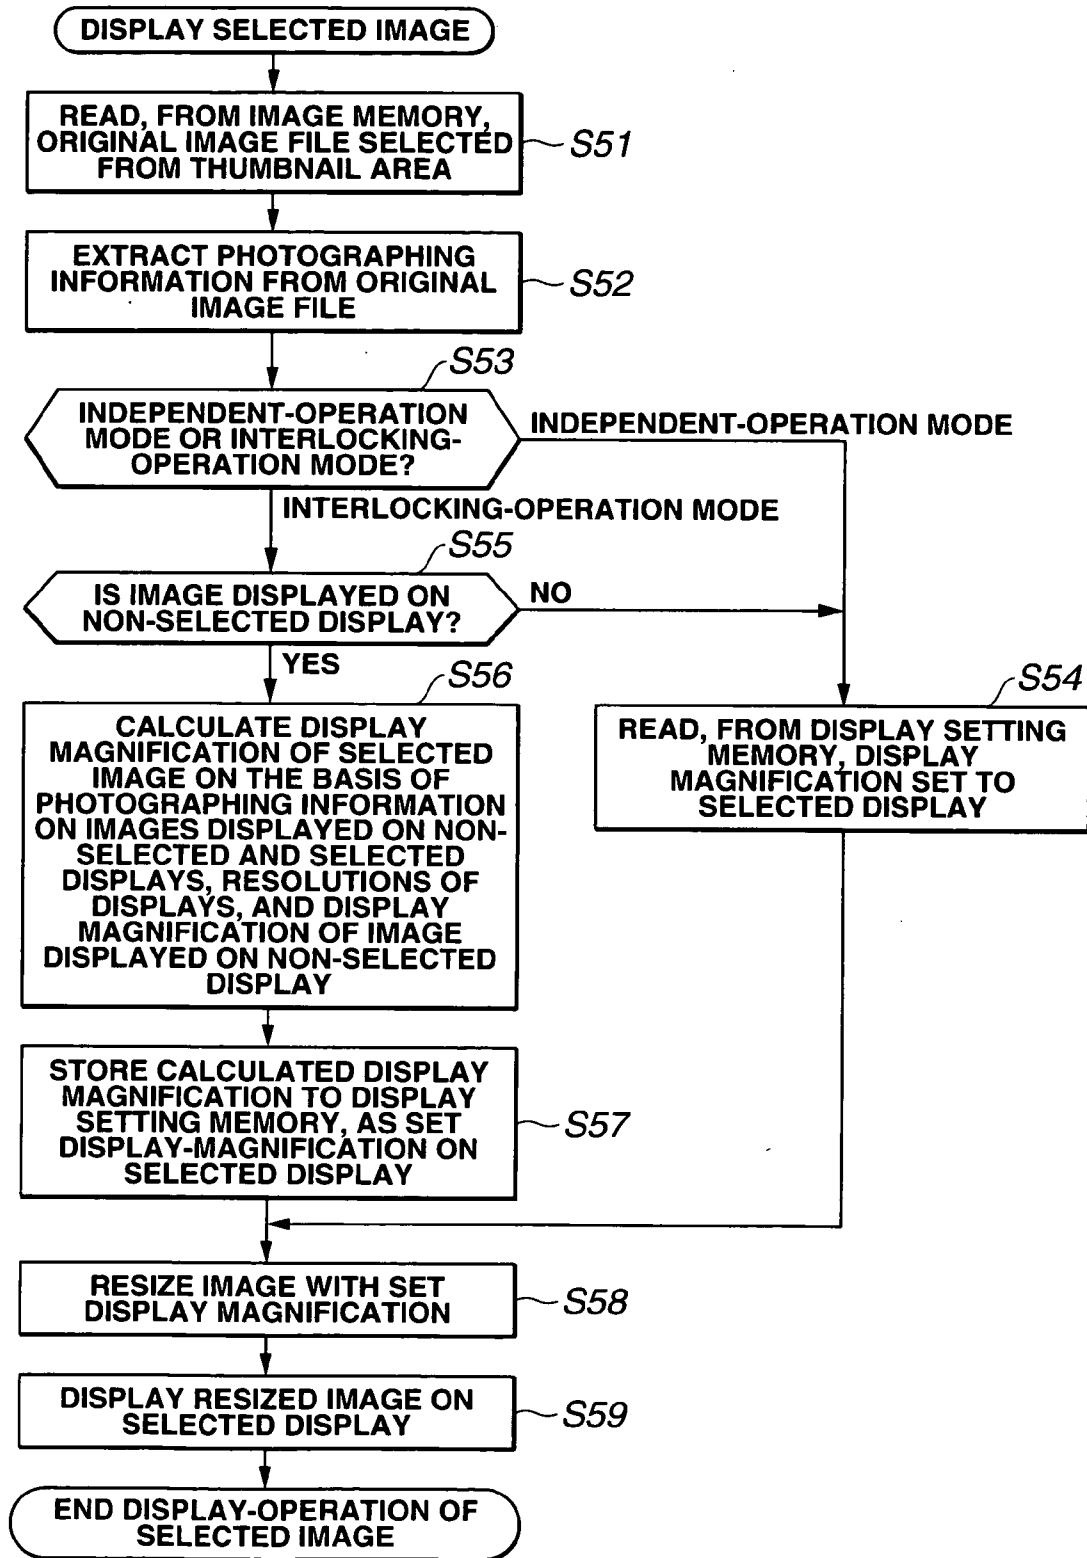 DISPLAY SELECTED IMAGE
READ, FROM IMAGE MEMORY,
ORIGINAL IMAGE FILE SELECTED
FROM THUMBNAIL AREA
S51
EXTRACT PHOTOGRAPHING
INFORMATION FROM ORIGINAL
IMAGE FILE
S52
S53
INDEPENDENT-OPERATION
MODE OR INTERLOCKING-
OPERATION MODE?
INDEPENDENT-OPERATION MODE
INTERLOCKING-OPERATION MODE
S55
IS IMAGE DISPLAYED ON
NON-SELECTED DISPLAY?
NO
YES
S56
CALCULATE DISPLAY
MAGNIFICATION OF SELECTED
IMAGE ON THE BASIS OF
PHOTOGRAPHING INFORMATION
ON IMAGES DISPLAYED ON NON-
SELECTED AND SELECTED
DISPLAYS, RESOLUTIONS OF
DISPLAYS, AND DISPLAY
MAGNIFICATION OF IMAGE
DISPLAYED ON NON-SELECTED
DISPLAY
S54
READ, FROM DISPLAY SETTING
MEMORY, DISPLAY
MAGNIFICATION SET TO
SELECTED DISPLAY
STORE CALCULATED DISPLAY
MAGNIFICATION TO DISPLAY
SETTING MEMORY, AS SET
DISPLAY-MAGNIFICATION ON
SELECTED DISPLAY
S57
RESIZE IMAGE WITH SET
DISPLAY MAGNIFICATION
S58
DISPLAY RESIZED IMAGE ON
SELECTED DISPLAY
S59
END DISPLAY-OPERATION OF
SELECTED IMAGE